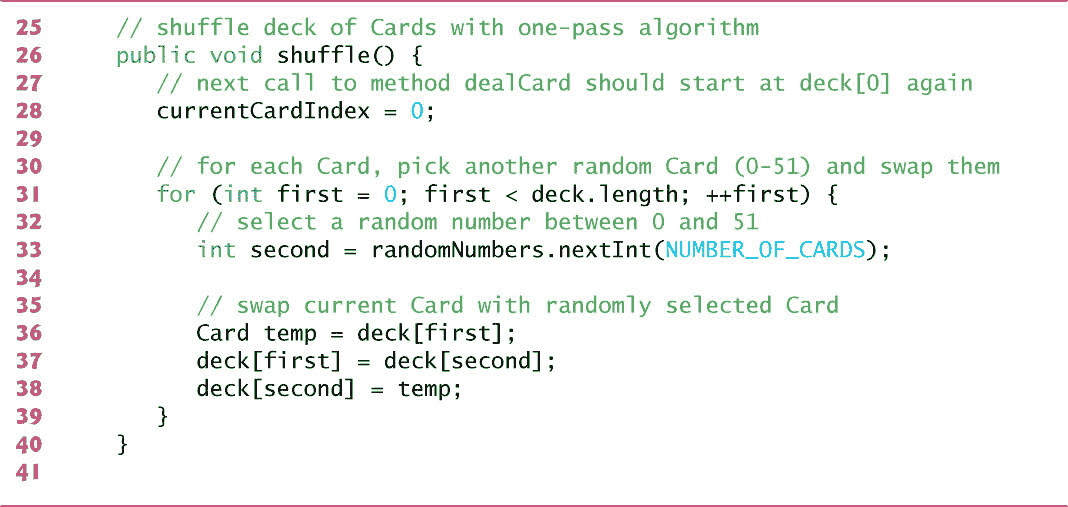 25 // shuffle deck of Cards with one-pass algorithm
26 public void shuffle() {
27 // next call to method dealCard should start at deck[0] again
28 currentCardIndex = 0;
29
30 // for each Card, pick another random Card (0-51) and swap them
31 for (int first = 0; first < deck.length; ++first) {
32 // select a random number between 0 and 51
33 int second = randomNumbers.nextInt(NUMBER_OF_CARDS);
34
35 // swap current Card with randomly selected Card
36 Card temp = deck[first];
37 deck[first] = deck[second];
38 deck[second] = temp;
39 }
40 }
41